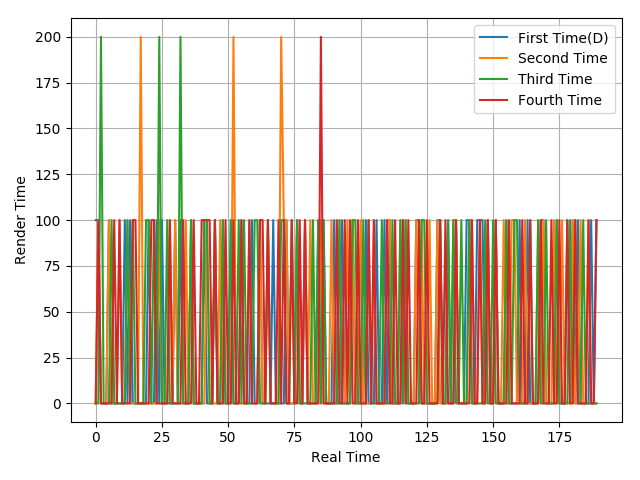 First Time(D)
Second Time
Third Time
Fourth Time
Render Time
200
175
150
125
100
75
50
25
0
0 25 50 75 100 125 150 175
Real Time